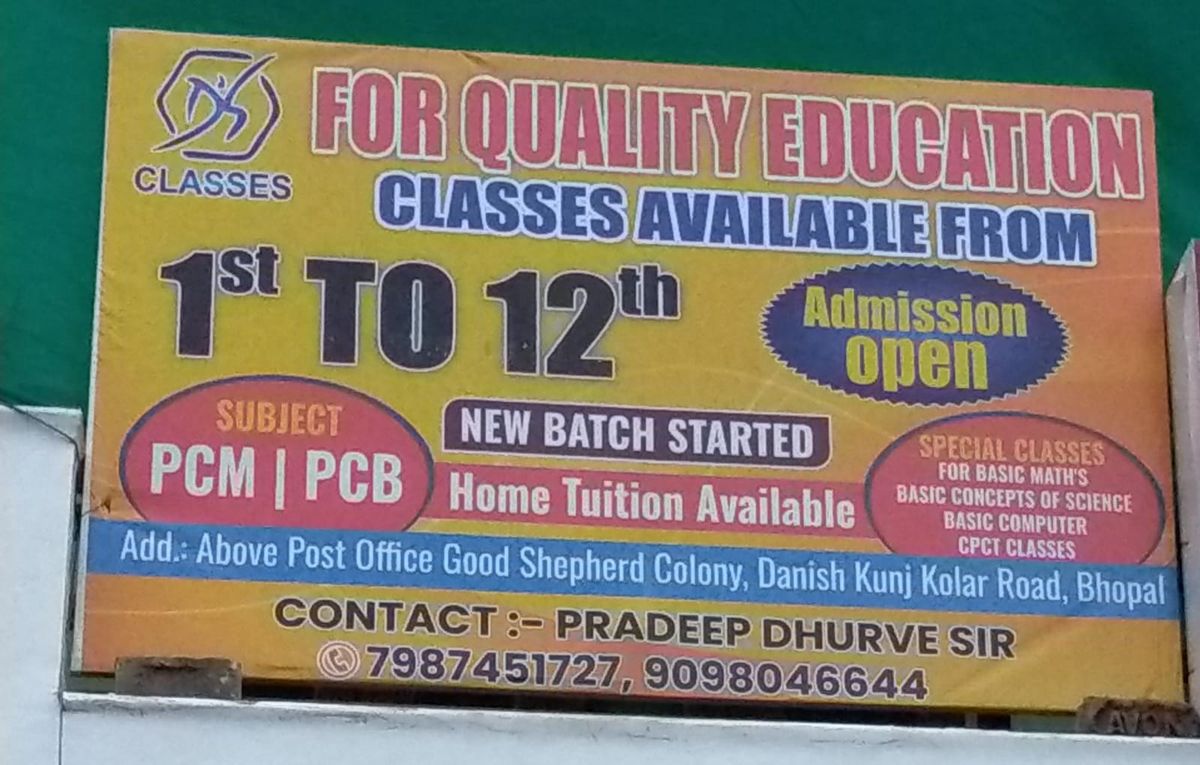 CLASSES
FOR QUALITY EDUCATION
CLASSES AVAILABLE FROM
1st TO 12th
Admission
open
SUBJECT
PCM | PCB
NEW BATCH STARTED
Home Tuition Available
SPECIAL CLASSES
FOR BASIC MATH'S
BASIC CONCEPTS OF SCIENCE
BASIC COMPUTER
CPCT CLASSES
Add.: Above Post Office Good Shepherd Colony, Danish Kunj Kolar Road, Bhopal
CONTACT :- PRADEEP DHURVE SIR
7987451727, 9098046644